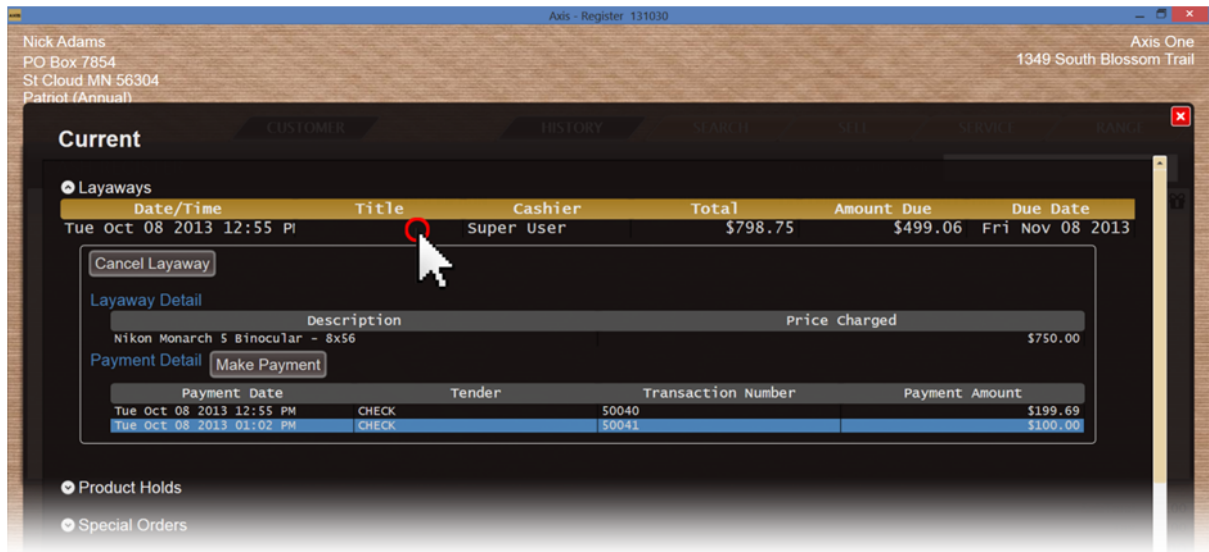 Axis - Register 131030
Nick Adams
PO Box 7854
St Cloud MN 56304
Patriot (Annual)
Axis One
1349 South Blossom Trail
CUSTOMER HISTORY SEARCH SELL SERVICE RANGE
Current
Layaways
Date/Time Title Cashier Total Amount Due Due Date
Tue Oct 08 2013 12:55 P Super User $798.75 $499.06 Fri Nov 08 2013
Cancel Layaway
Layaway Detail
Description Price Charged
Nikon Monarch 5 Binocular - 8x56 $750.00
Payment Detail Make Payment
Payment Date Tender Transaction Number Payment Amount
Tue Oct 08 2013 12:55 PM CHECK 50040 $199.69
Tue Oct 08 2013 01:02 PM CHECK 50041 $100.00
Product Holds
Special Orders